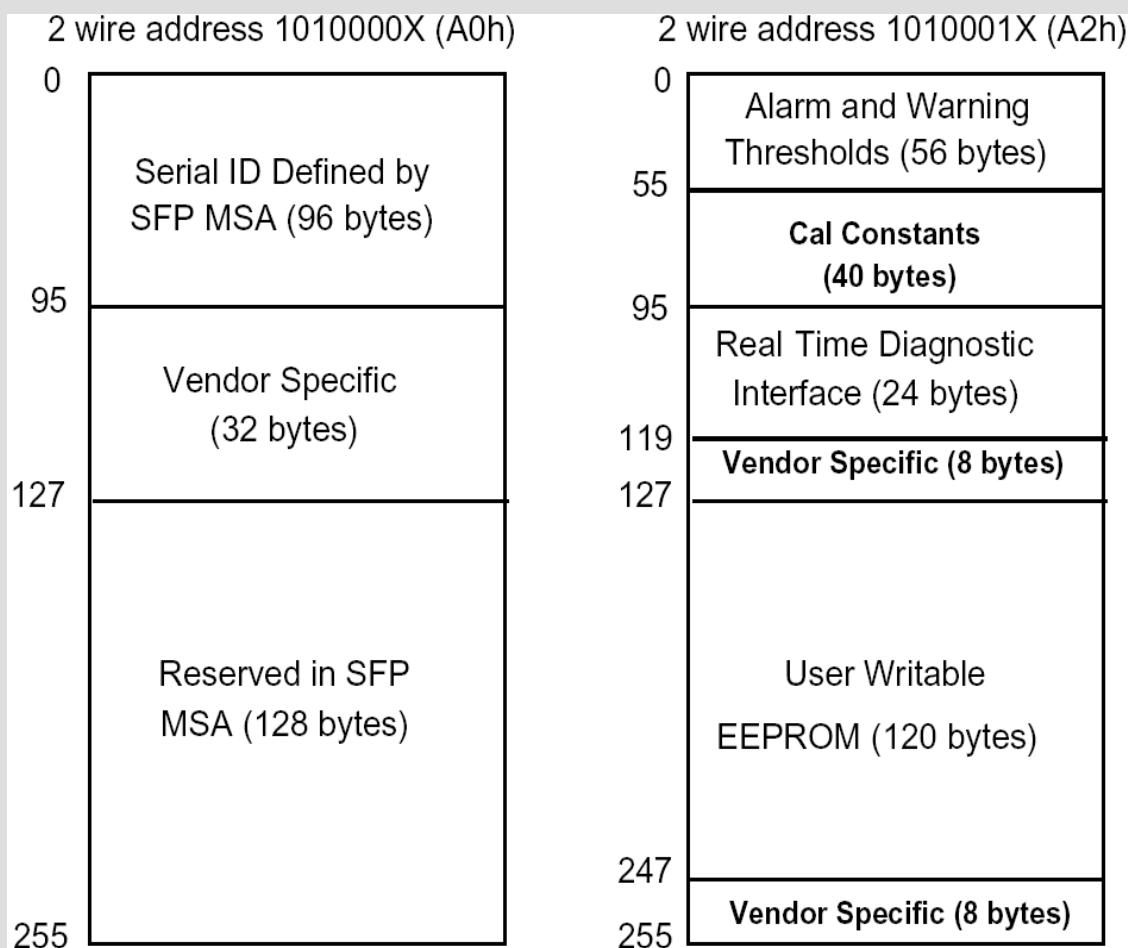 2 wire address 1010000X (A0h)
0
Serial ID Defined by
SFP MSA (96 bytes)
95
Vendor Specific
(32 bytes)
127
Reserved in SFP
MSA (128 bytes)
255
2 wire address 1010001X (A2h)
0
Alarm and Warning
Thresholds (56 bytes)
55
Cal Constants
(40 bytes)
95
Real Time Diagnostic
Interface (24 bytes)
119
Vendor Specific (8 bytes)
127
User Writable
EEPROM (120 bytes)
247
Vendor Specific (8 bytes)
255